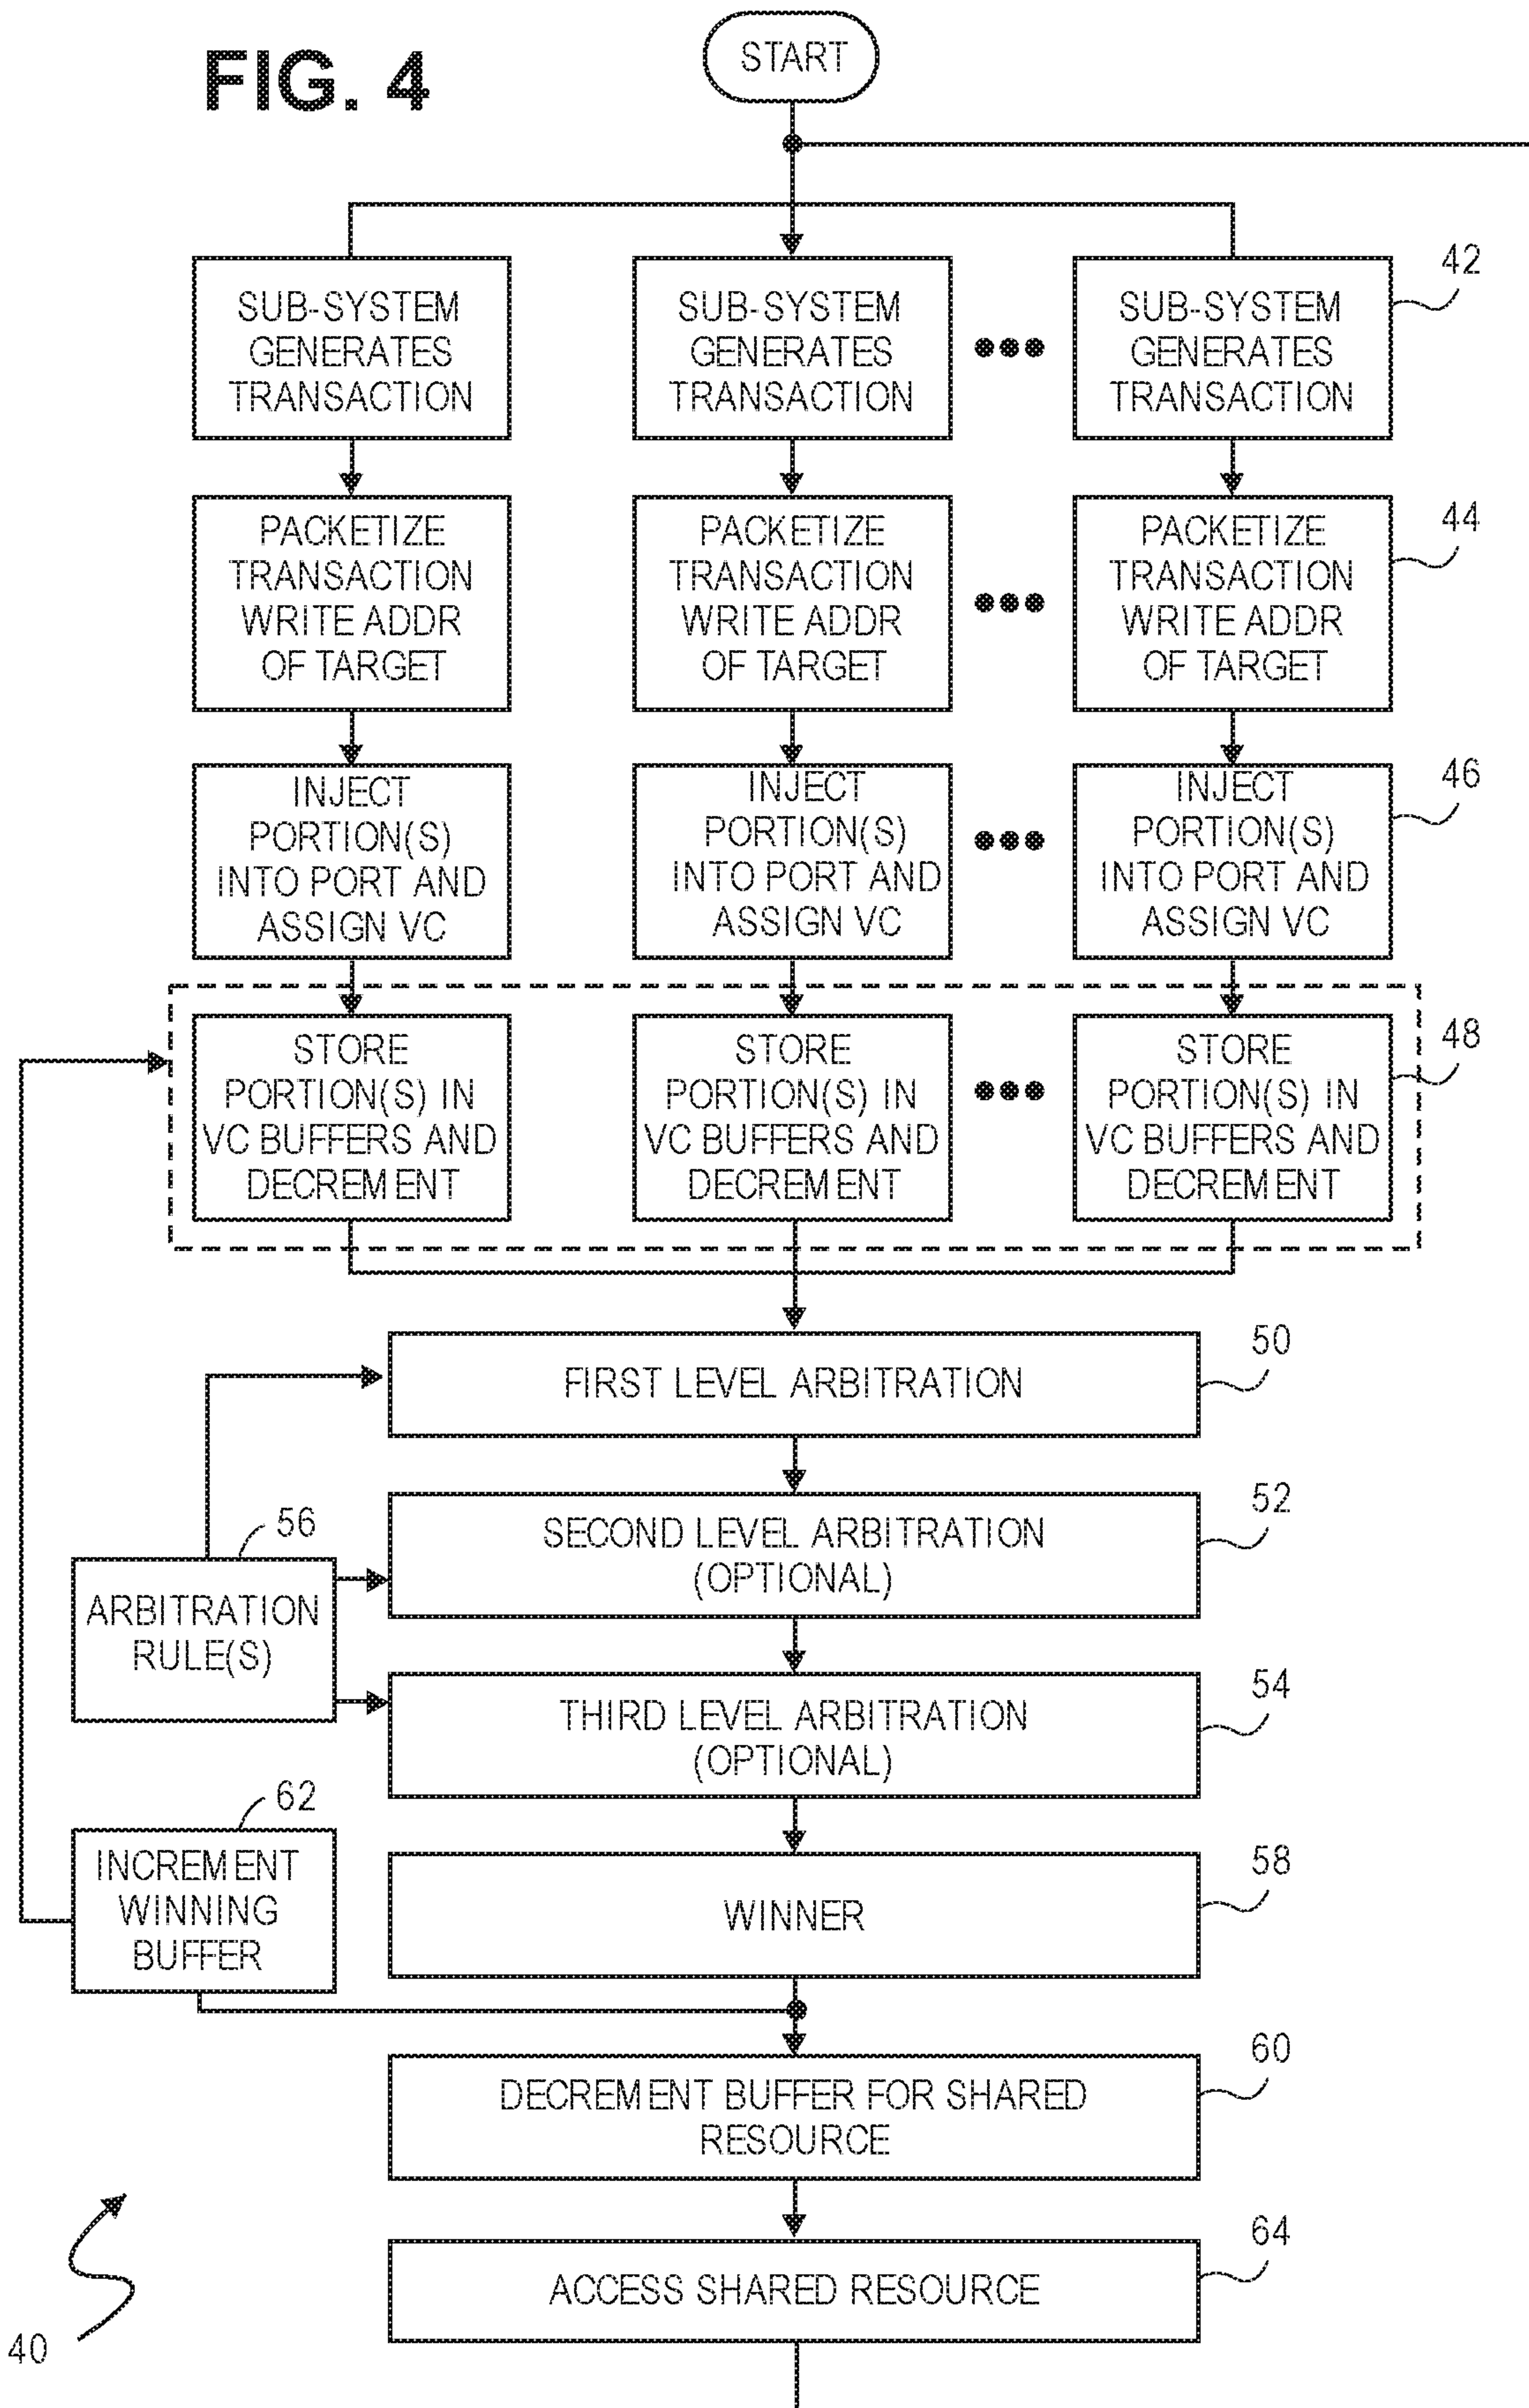 FIG. 4
START
SUB-SYSTEM
GENERATES
TRANSACTION
SUB-SYSTEM
GENERATES
TRANSACTION
SUB-SYSTEM
GENERATES
TRANSACTION
42
PACKETIZE
TRANSACTION
WRITE ADDR
OF TARGET
PACKETIZE
TRANSACTION
WRITE ADDR
OF TARGET
PACKETIZE
TRANSACTION
WRITE ADDR
OF TARGET
44
INJECT
PORTION(S)
INTO PORT AND
ASSIGN VC
INJECT
PORTION(S)
INTO PORT AND
ASSIGN VC
INJECT
PORTION(S)
INTO PORT AND
ASSIGN VC
46
STORE
PORTION(S) IN
VC BUFFERS AND
DECREMENT
STORE
PORTION(S) IN
VC BUFFERS AND
DECREMENT
STORE
PORTION(S) IN
VC BUFFERS AND
DECREMENT
48
FIRST LEVEL ARBITRATION
50
SECOND LEVEL ARBITRATION
(OPTIONAL)
52
56
ARBITRATION
RULE(S)
THIRD LEVEL ARBITRATION
(OPTIONAL)
54
62
INCREMENT
WINNING
BUFFER
WINNER
58
DECREMENT BUFFER FOR SHARED
RESOURCE
60
ACCESS SHARED RESOURCE
64
40